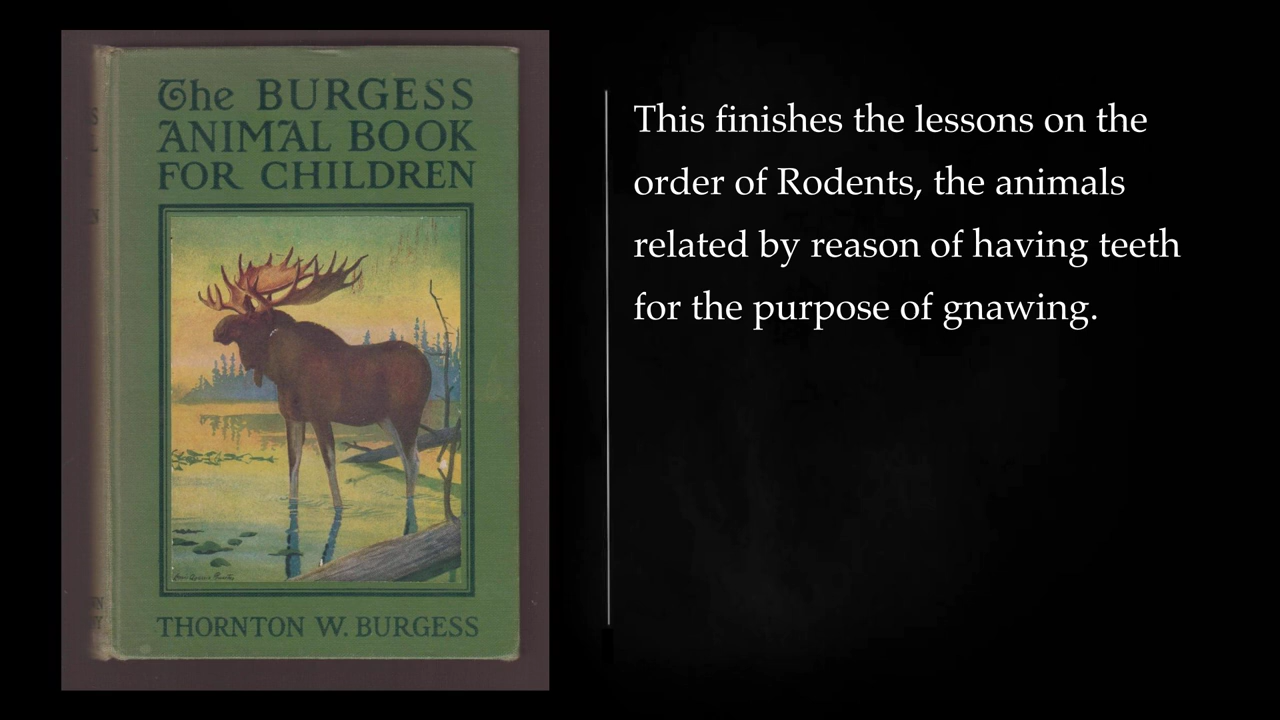 The BURGESS
ANIMAL BOOK
FOR CHILDREN
THORNTON W. BURGESS
This finishes the lessons on the
order of Rodents, the animals
related by reason of having teeth
for the purpose of gnawing.